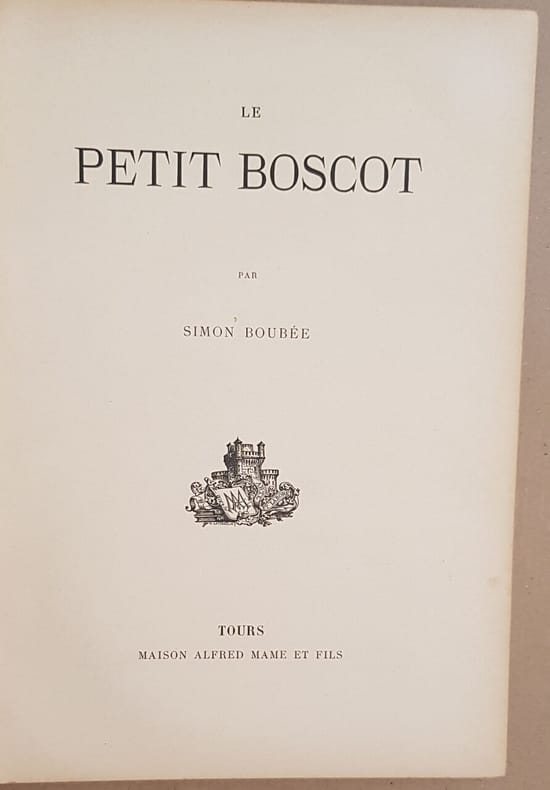 LE
PETIT BOSCOT
PAR
SIMON BOUBÉE
TOURS
MAISON ALFRED MAME ET FILS